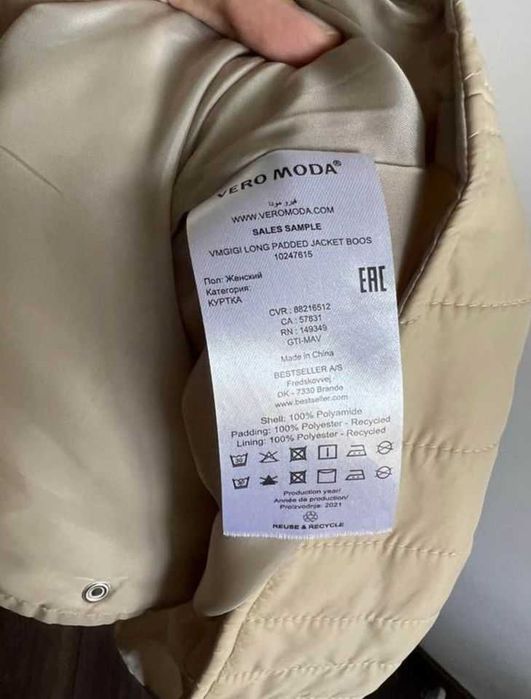 VERO MODA®
فيرو مودا
WWW.VEROMODA.COM
SALES SAMPLE
VMGIGI LONG PADDED JACKET BOOS
10247615
Пол: Женский
Категория:
КУРТКА
EAC
CVR : 88216512
CA : 57831
RN : 149349
GTI-MAV
Made in China
BESTSELLER A/S
Fredskovvej
DK - 7330 Brande
www.bestseller.com
Shell: 100% Polyamide
Padding: 100% Polyester - Recycled
Lining: 100% Polyester - Recycled
Production year/
Année de production/
Proizvodnja: 2021
REUSE & RECYCLE